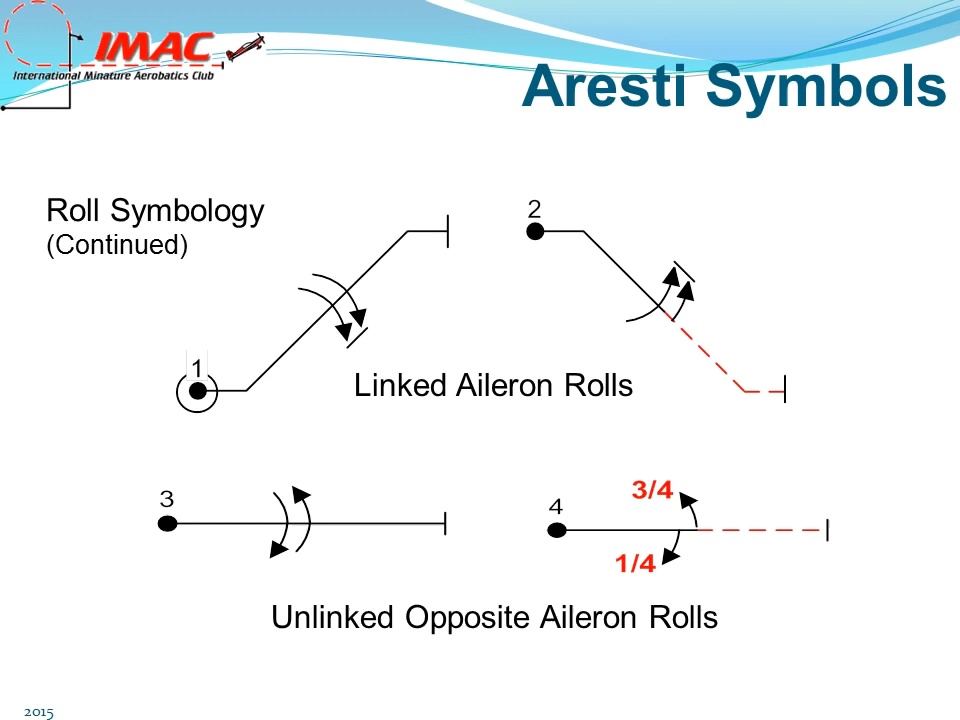 IMAC
International Minature Aerobatics Club
Aresti Symbols
Roll Symbology
(Continued)
2
1
Linked Aileron Rolls
3
4
3/4
1/4
Unlinked Opposite Aileron Rolls
2015